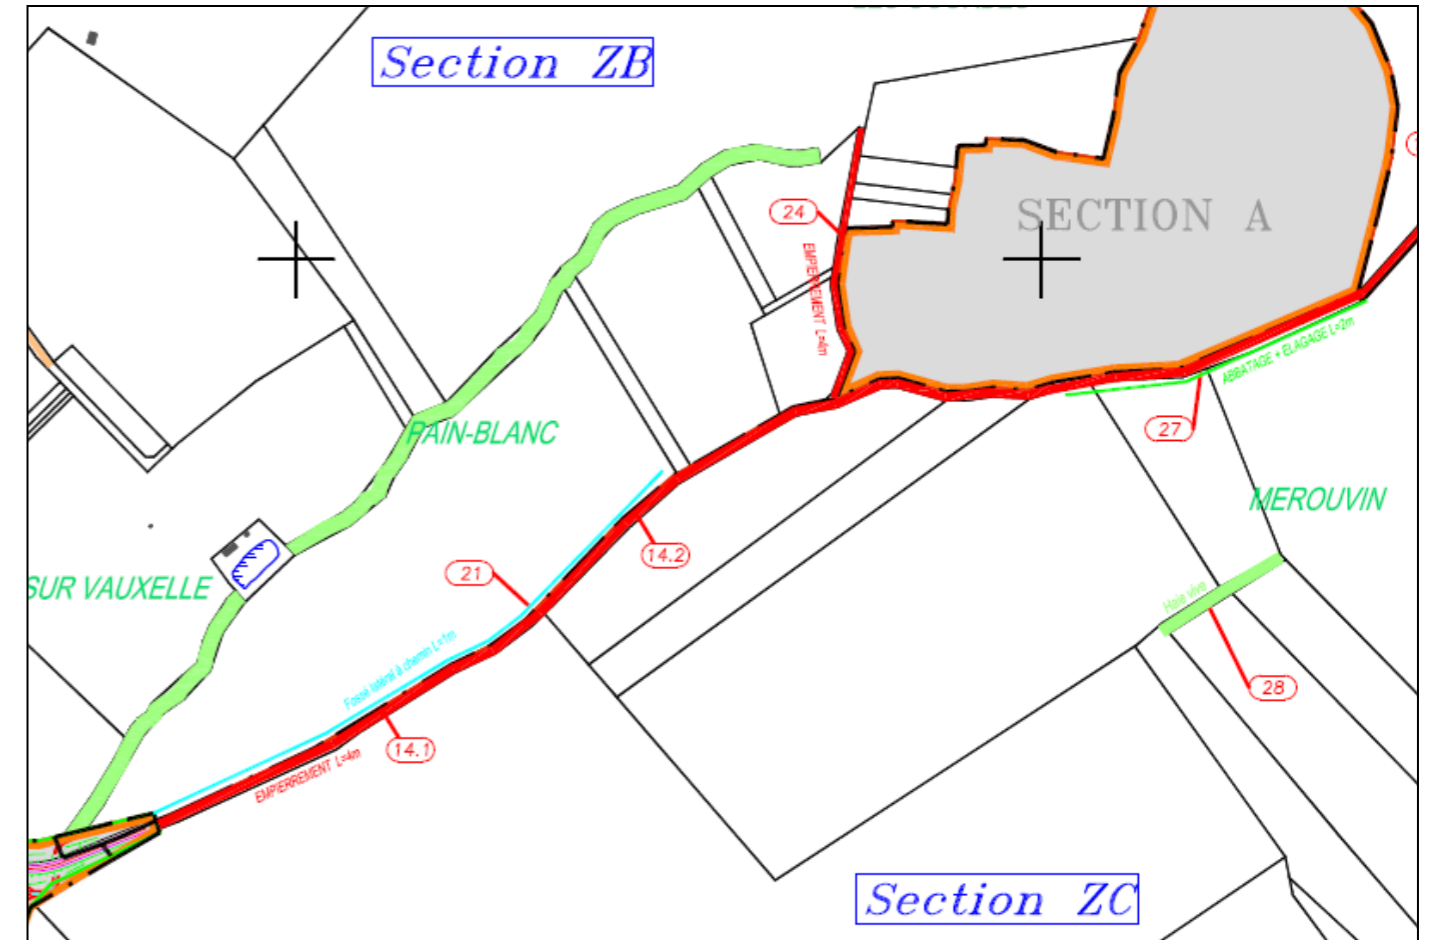 Section ZB
24
SECTION A
EMPIERREMENT L=4m
ABBATAGE + ELAGAGE L=2m
PAIN-BLANC
27
MEROUVIN
14.2
21
SUR VAUXELLE
Haie vive
Fossé latéral à chemin L=1m
28
14.1
EMPIERREMENT L=4m
Section ZC